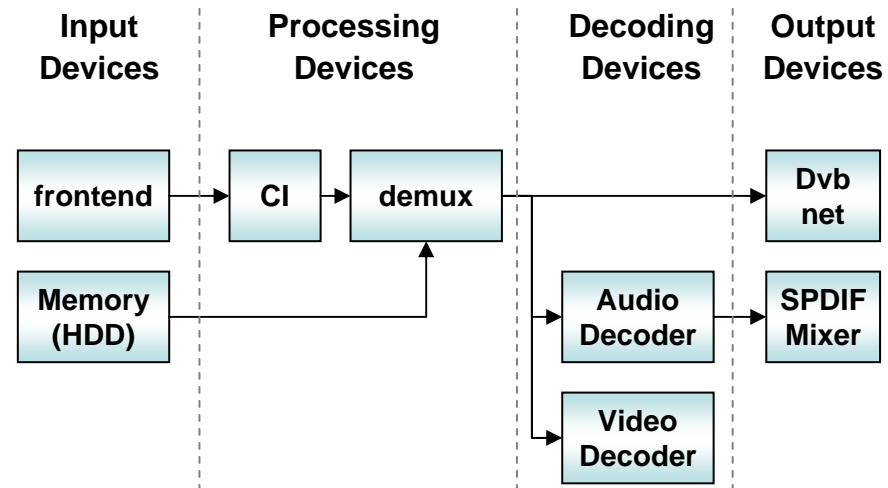 Input
Devices
Processing
Devices
Decoding
Devices
Output
Devices
frontend
CI
demux
Dvb
net
Memory
(HDD)
Audio
Decoder
SPDIF
Mixer
Video
Decoder